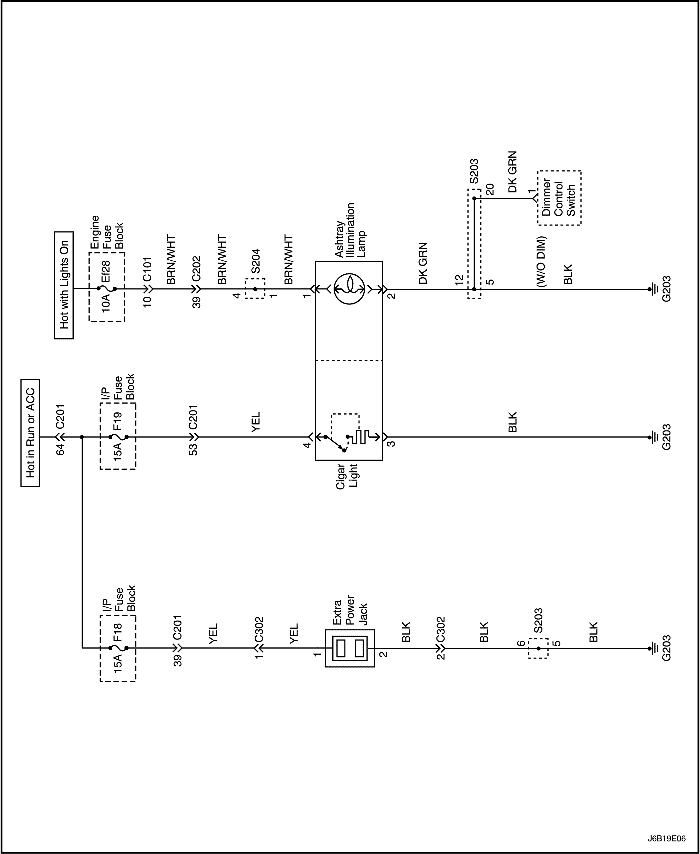 Hot with Lights On
Engine
Fuse
Block
10A
Ef28
10
C101
BRN/WHT
39
C202
BRN/WHT
4
S204
1
BRN/WHT
1
Ashtray
Illumination
Lamp
2
DK GRN
12
S203
20
DK GRN
1
Dimmer
Control
Switch
5
(W/O DIM)
BLK
G203
Hot in Run or ACC
64
C201
I/P
Fuse
Block
15A
F19
53
C201
YEL
4
Cigar
Light
3
BLK
G203
I/P
Fuse
Block
15A
F18
39
C201
YEL
1
C302
YEL
1
Extra
Power
Jack
2
BLK
2
C302
BLK
6
S203
5
BLK
G203
J6B19E06